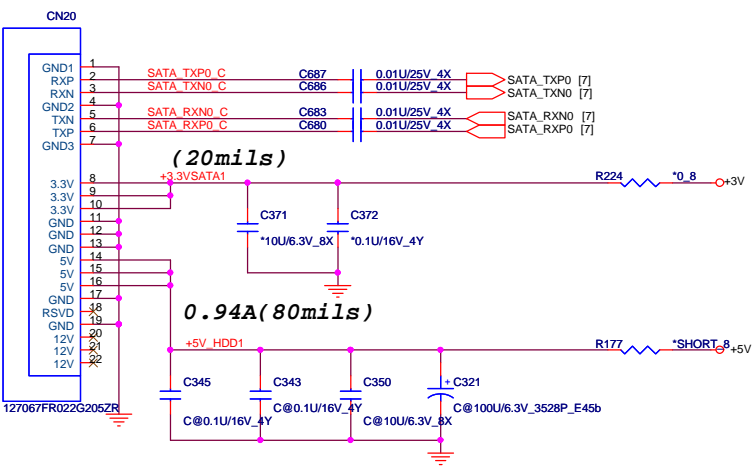 CN20
GND1 1
RXP 2 SATA_TXP0_C C687 0.01U/25V_4X SATA_TXP0 [7]
RXN 3 SATA_TXN0_C C686 0.01U/25V_4X SATA_TXN0 [7]
GND2 4
TXN 5 SATA_RXN0_C C683 0.01U/25V_4X SATA_RXN0 [7]
TXP 6 SATA_RXP0_C C680 0.01U/25V_4X SATA_RXP0 [7]
GND3 7
(20mils)
3.3V 8 +3.3VSATA1 R224 *0_8 +3V
3.3V 9
3.3V 10
GND 11 C371 C372
GND 12
GND 13 *10U/6.3V_8X *0.1U/16V_4Y
5V 14
5V 15
5V 16
GND 17
RSVD 18 0.94A(80mils)
GND 19
12V 20 +5V_HDD1 R177 *SHORT_8 +5V
12V 21
12V 22
C345 C343 C350 + C321
127067FR022G205ZR
C@0.1U/16V_4Y C@0.1U/16V_4Y C@10U/6.3V_8X C@100U/6.3V_3528P_E45b